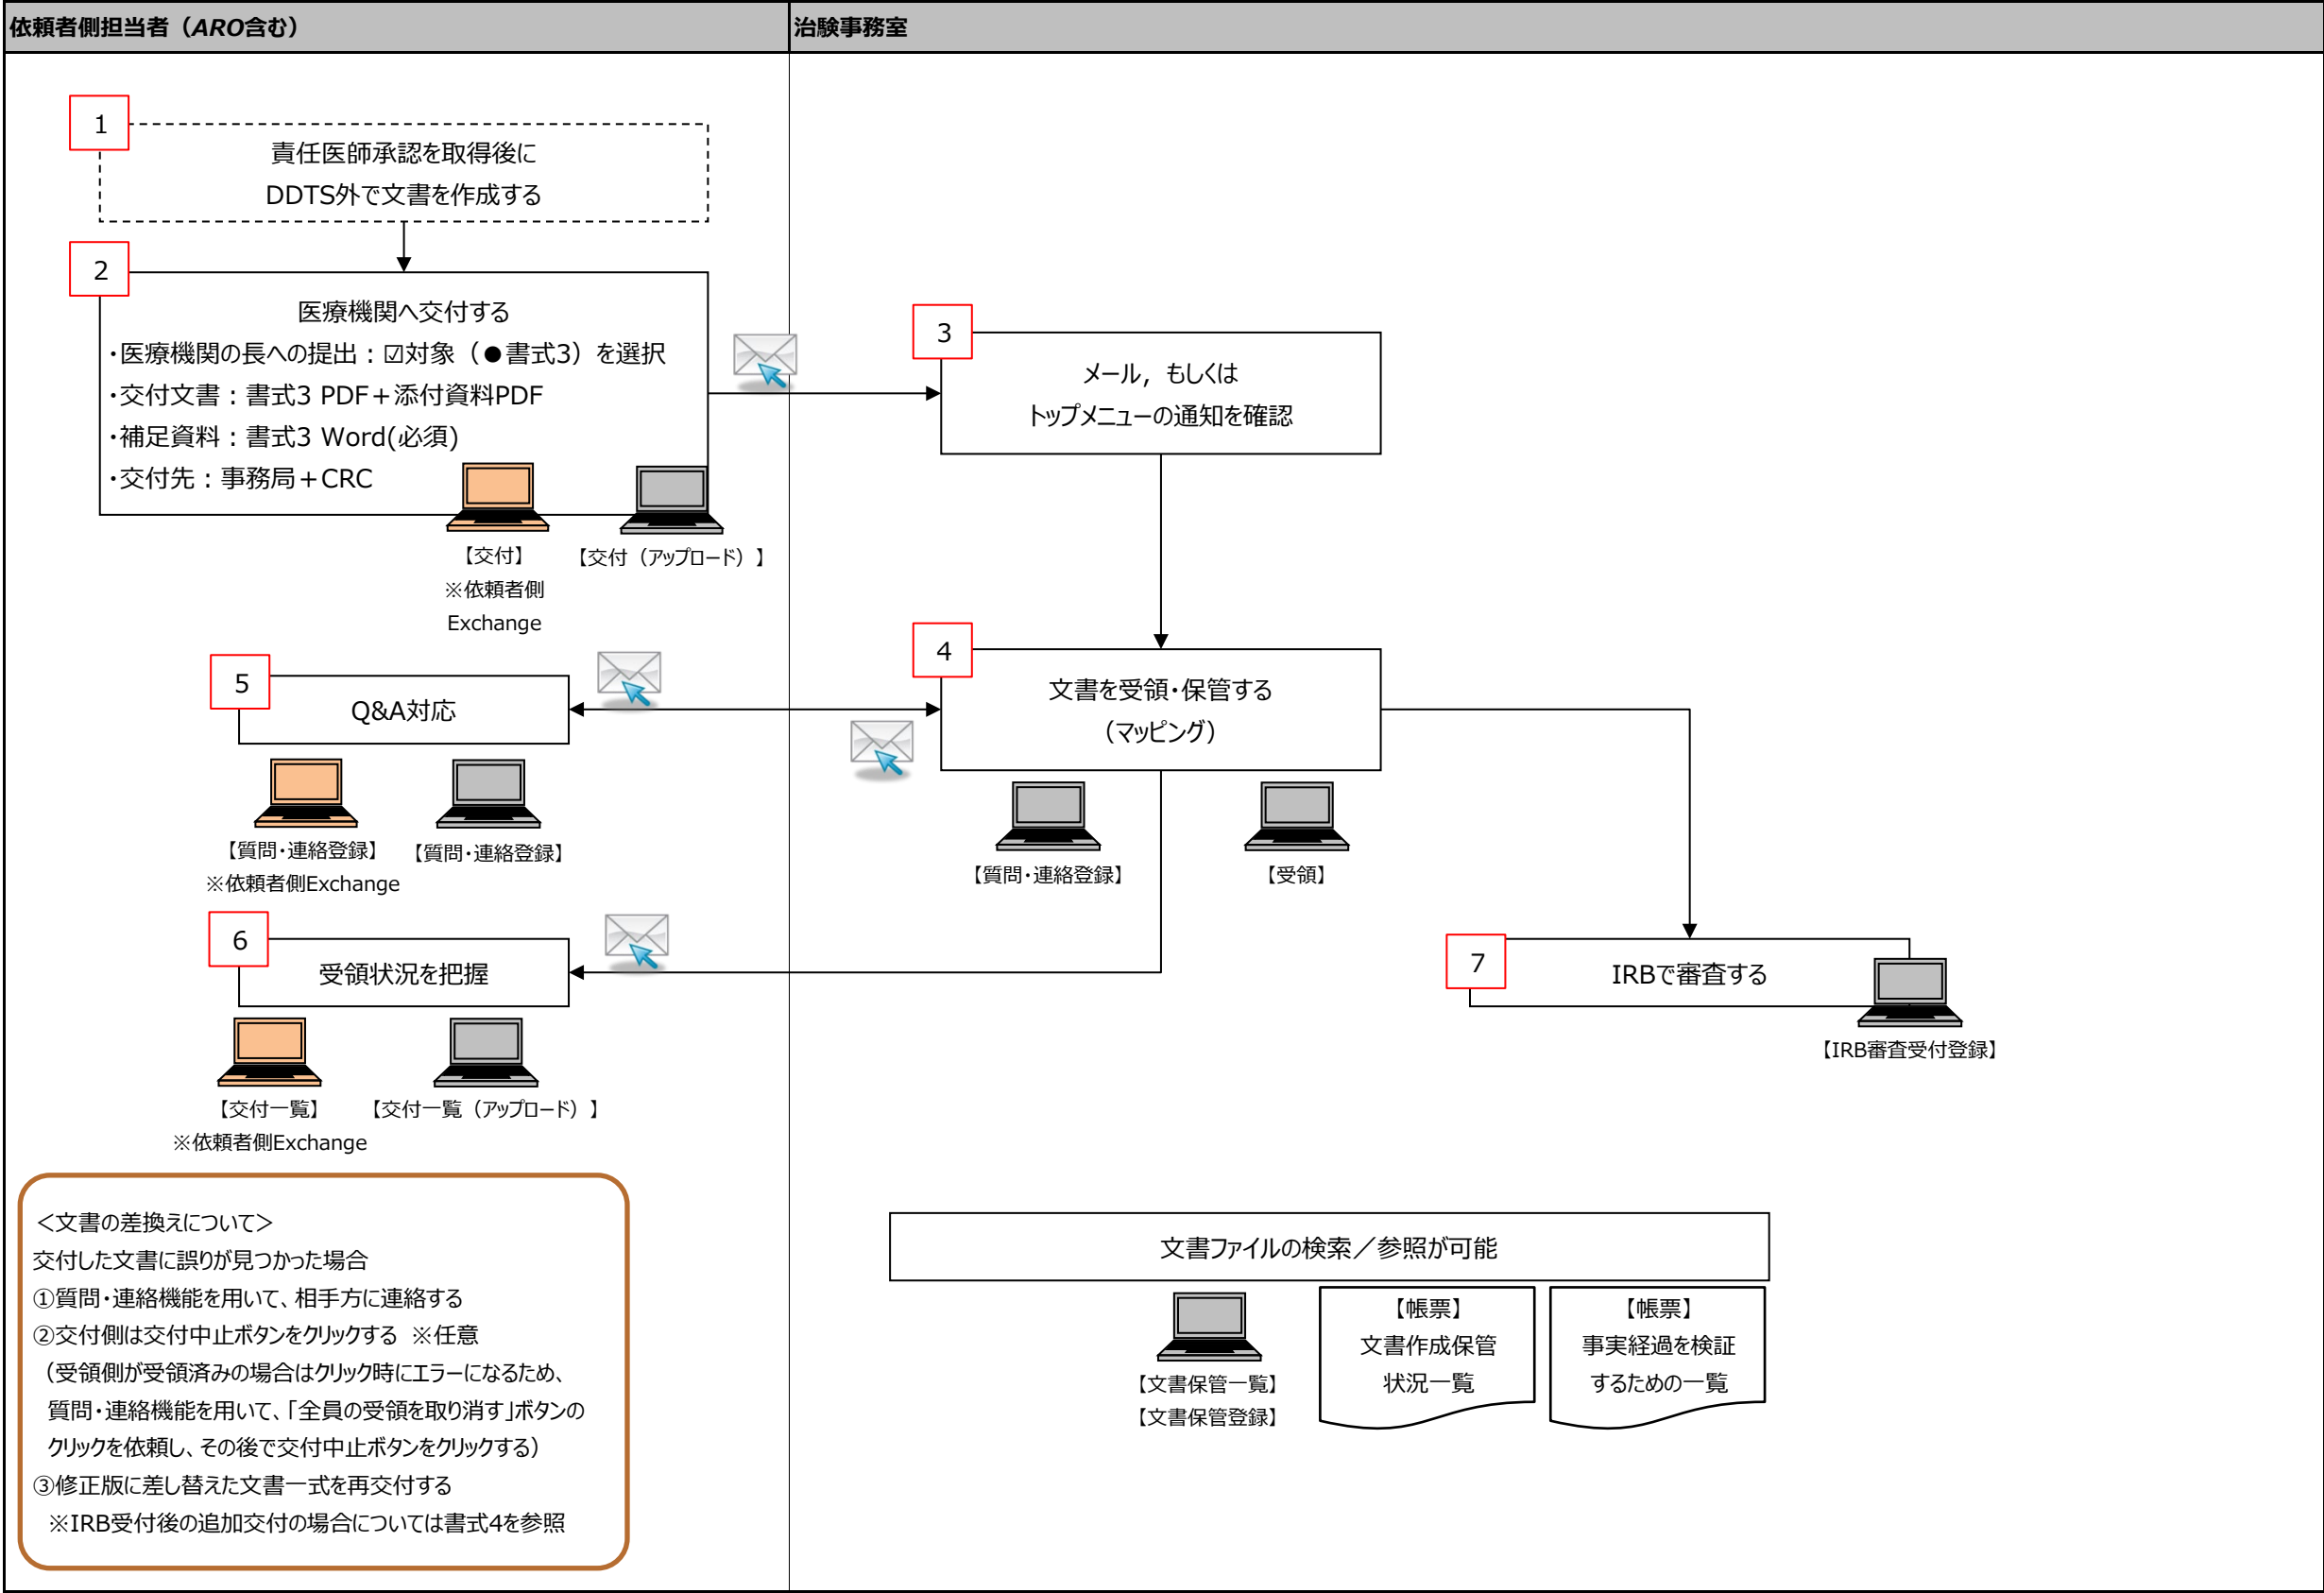 依頼者側担当者（ARO含む）
治験事務室
1
責任医師承認を取得後に
DDTS外で文書を作成する
2
医療機関へ交付する
・医療機関の長への提出：☑対象（●書式3）を選択
・交付文書：書式3 PDF＋添付資料PDF
・補足資料：書式3 Word(必須)
・交付先：事務局＋CRC
【交付】
※依頼者側
Exchange
【交付（アップロード）】
3
メール，もしくは
トップメニューの通知を確認
4
文書を受領・保管する
（マッピング）
【質問・連絡登録】
【受領】
5
Q&A対応
【質問・連絡登録】
※依頼者側Exchange
【質問・連絡登録】
6
受領状況を把握
【交付一覧】
※依頼者側Exchange
【交付一覧（アップロード）】
7
IRBで審査する
【IRB審査受付登録】
＜文書の差換えについて＞
交付した文書に誤りが見つかった場合
①質問・連絡機能を用いて、相手方に連絡する
②交付側は交付中止ボタンをクリックする ※任意
（受領側が受領済みの場合はクリック時にエラーになるため、
質問・連絡機能を用いて、「全員の受領を取り消す」ボタンの
クリックを依頼し、その後で交付中止ボタンをクリックする）
③修正版に差し替えた文書一式を再交付する
※IRB受付後の追加交付の場合については書式4を参照
文書ファイルの検索／参照が可能
【文書保管一覧】
【文書保管登録】
【帳票】
文書作成保管
状況一覧
【帳票】
事実経過を検証
するための一覧